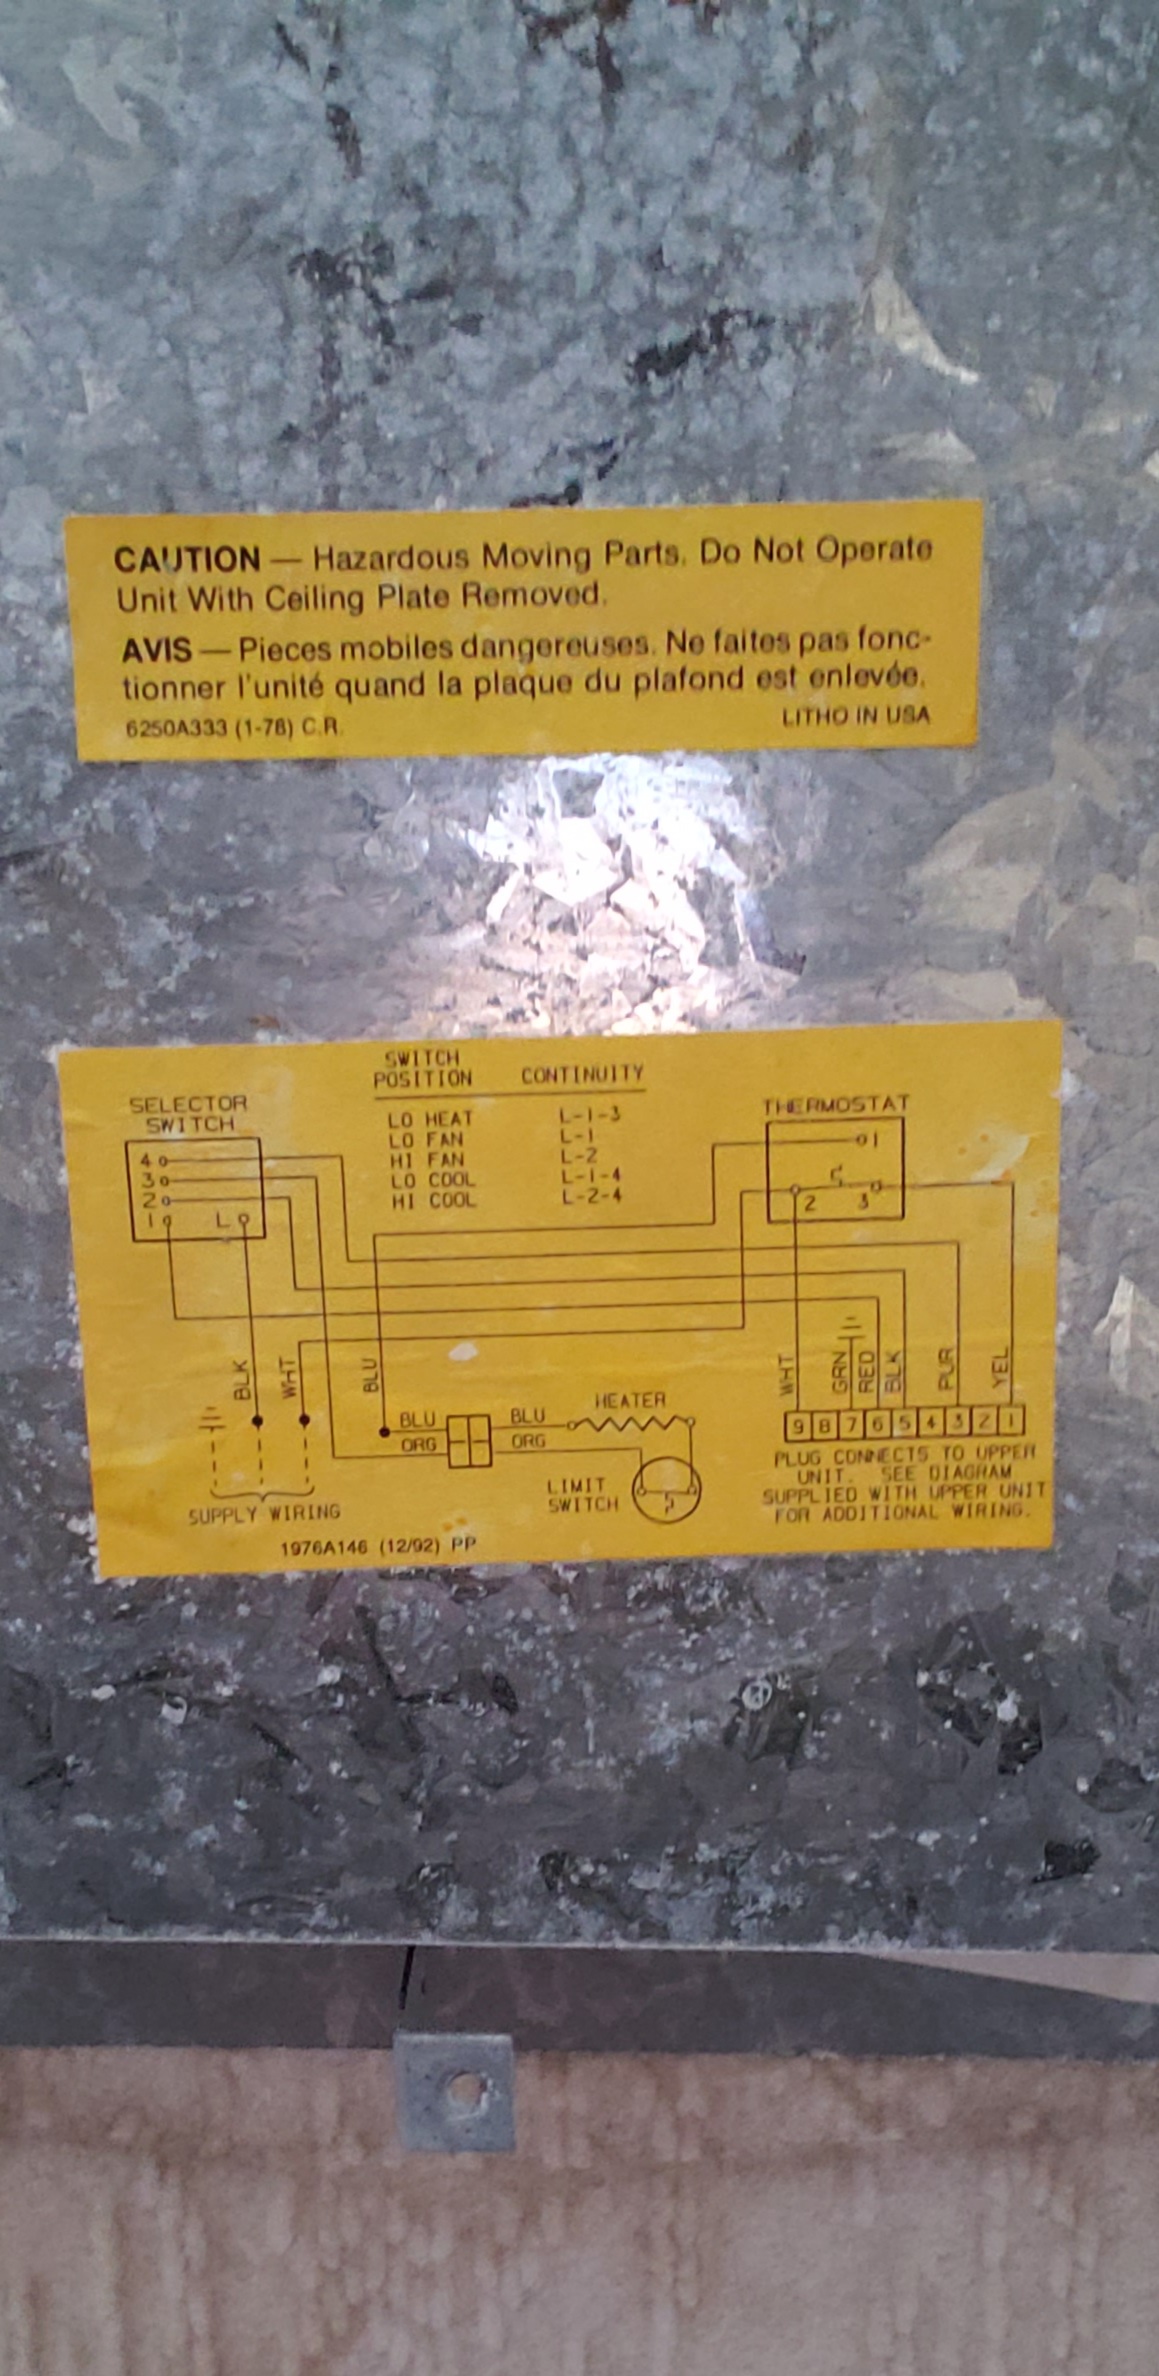 CAUTION — Hazardous Moving Parts. Do Not Operate
Unit With Ceiling Plate Removed.
AVIS — Pieces mobiles dangereuses. Ne faites pas fonc-
tionner l'unité quand la plaque du plafond est enlevée.
6250A333 (1-78) C.R. LITHO IN USA
SWITCH
POSITION CONTINUITY
LO HEAT L-1-3
LO FAN L-1
HI FAN L-2
LO COOL L-1-4
HI COOL L-2-4
SELECTOR
SWITCH
4
3
2
1 L
THERMOSTAT
1
2 3
BLK WHT BLU
WHT GRN RED BLK PUR YEL
BLU BLU HEATER
ORG ORG
LIMIT
SWITCH
SUPPLY WIRING
9 8 7 6 5 4 3 2 1
PLUG CONNECTS TO UPPER
UNIT. SEE DIAGRAM
SUPPLIED WITH UPPER UNIT
FOR ADDITIONAL WIRING.
1976A146 (12/92) PP